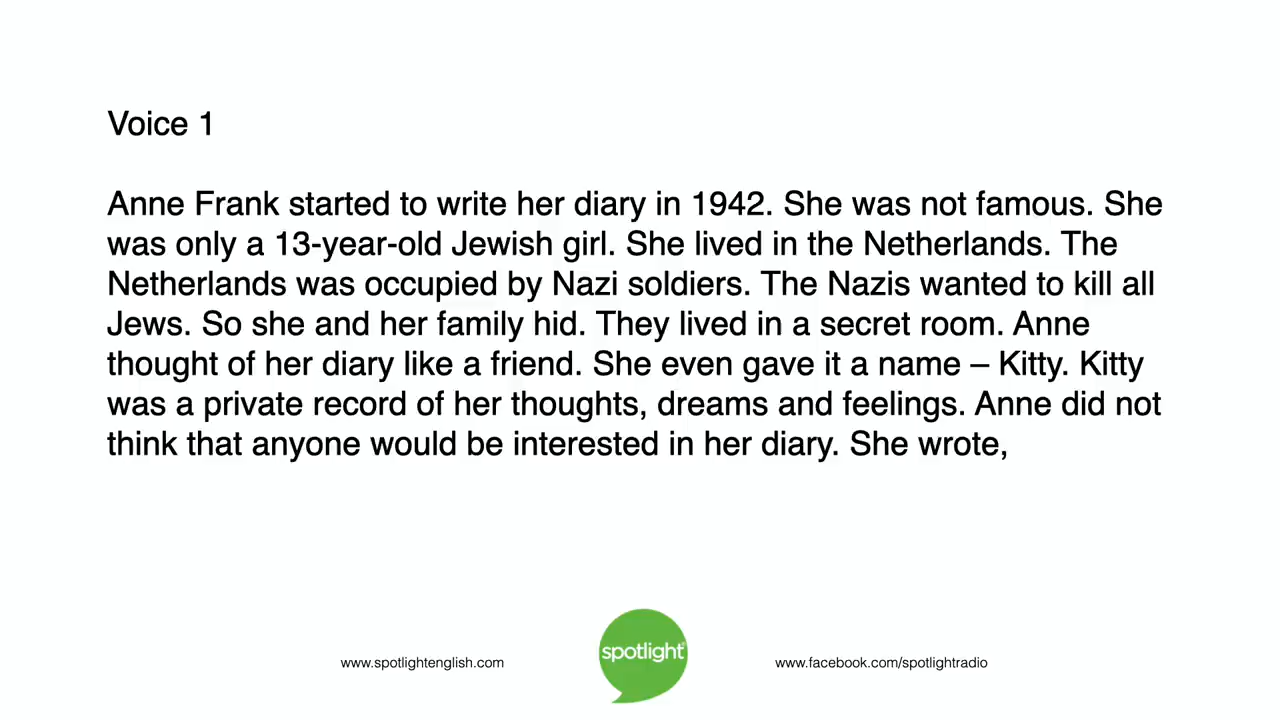 Voice 1
Anne Frank started to write her diary in 1942. She was not famous. She
was only a 13-year-old Jewish girl. She lived in the Netherlands. The
Netherlands was occupied by Nazi soldiers. The Nazis wanted to kill all
Jews. So she and her family hid. They lived in a secret room. Anne
thought of her diary like a friend. She even gave it a name – Kitty. Kitty
was a private record of her thoughts, dreams and feelings. Anne did not
think that anyone would be interested in her diary. She wrote,
www.spotlightenglish.com
spotlight®
www.facebook.com/spotlightradio